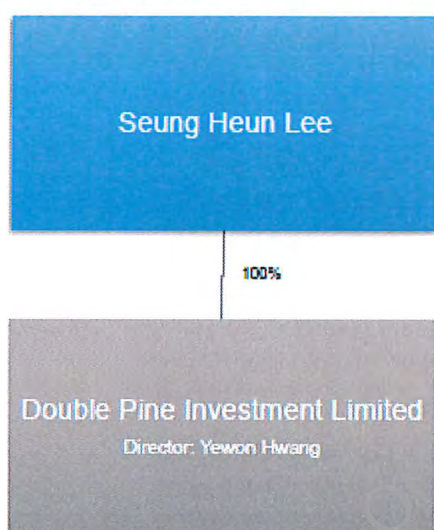 Seung Heun Lee
100%
Double Pine Investment Limited
Director: Yewon Hwang